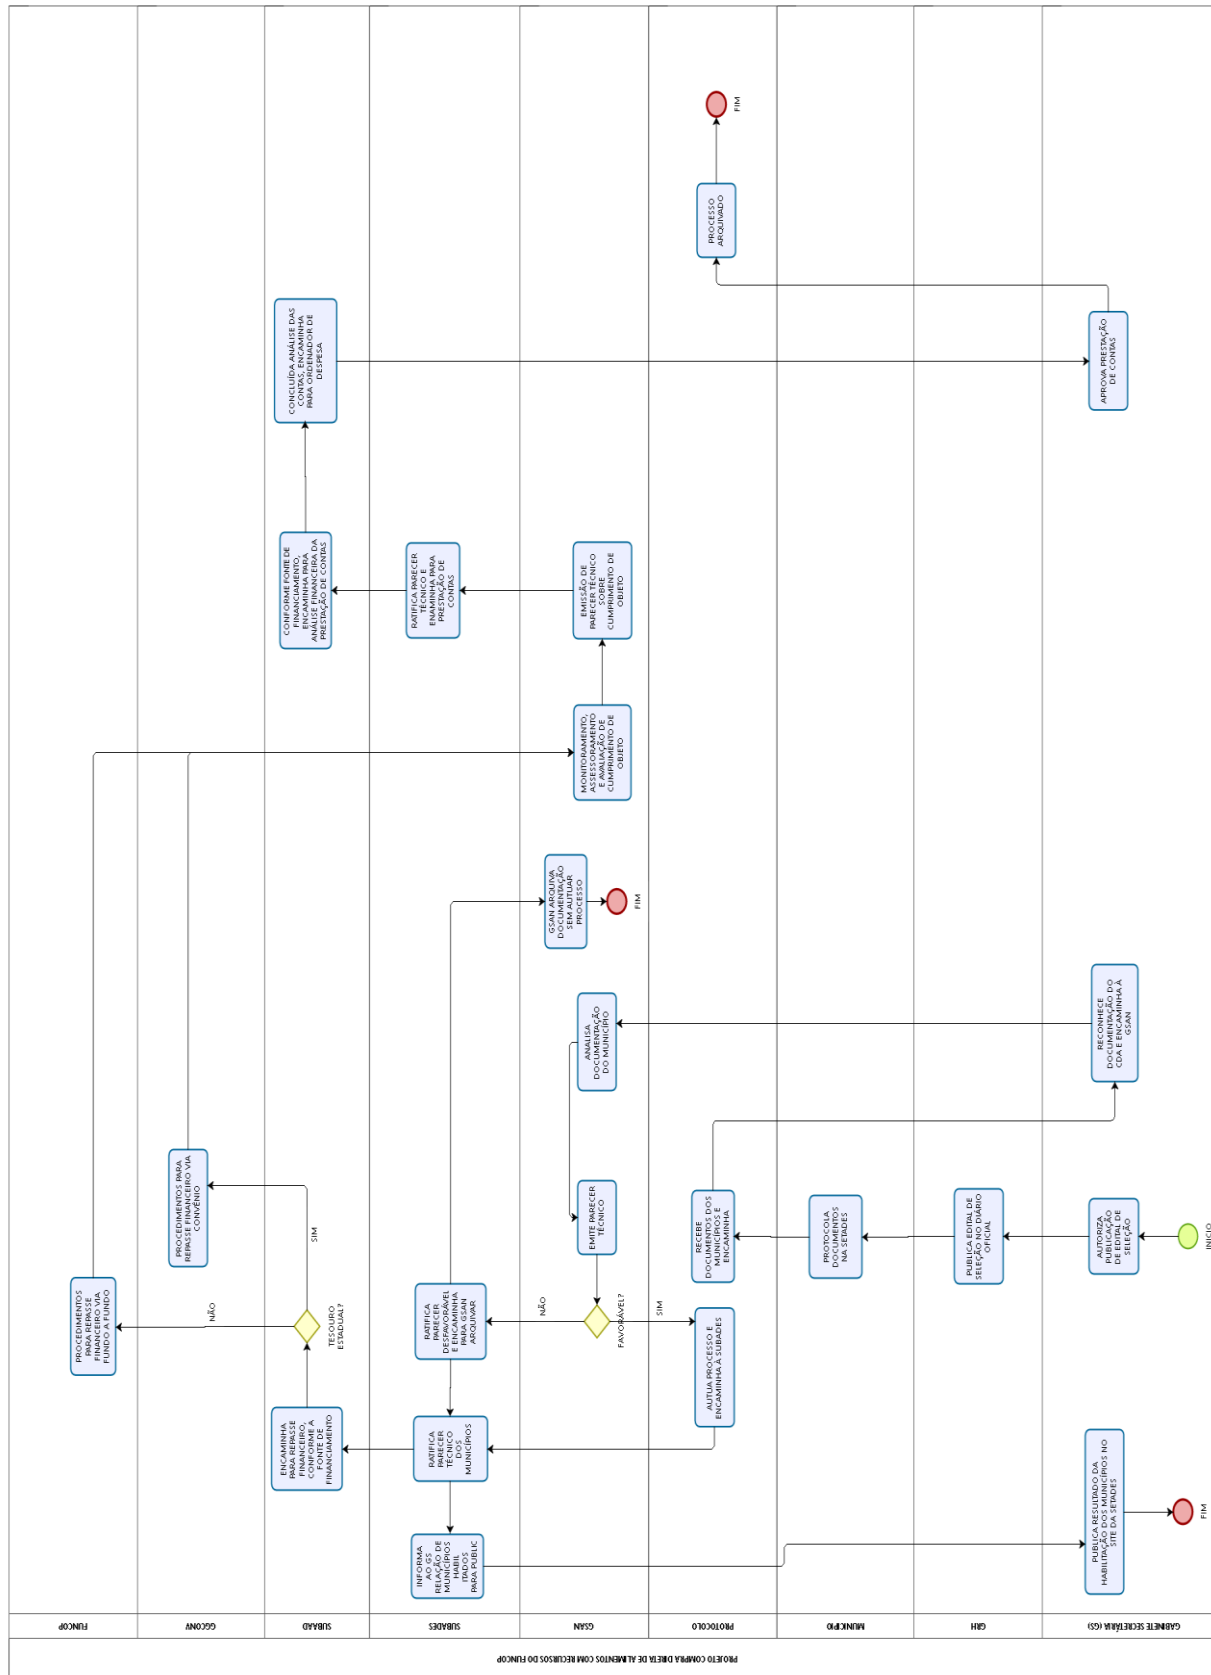 PROJETO COMPRA DIRETA DE ALIMENTOS COM RECURSOS DO FUNCOP
FUNCOP
GGCONV
SUBAAD
SUBADES
GSAN
PROTOCOLO
MUNICIPIO
GRH
GABINETE SECRETÁRIA (GS)
PROCEDIMENTOS
PARA REPASSE
FINANCEIRO VIA
FUNDO A FUNDO
PROCEDIMENTOS PARA
REPASSE FINANCEIRO VIA
CONVÊNIO
NÃO
SIM
ENCAMINHA
PARA REPASSE
FINANCEIRO,
CONFORME A
FONTE DE
FINANCIAMENTO
TESOURO
ESTADUAL?
CONFORME FONTE DE
FINANCIAMENTO,
ENCAMINHA PARA
ANÁLISE FINANCEIRA DA
PRESTAÇÃO DE CONTAS
CONCLUÍDA ANÁLISE DAS
CONTAS, ENCAMINHA
PARA ORDENADOR DE
DESPESA
INFORMA
AO GS
RELAÇÃO DE
MUNICÍPIOS
HABIL
ITADOS
PARA PUBLIC
RATIFICA
PARECER
TÉCNICO
DOS
MUNICÍPIOS
RATIFICA
PARECER
DESFAVORÁVEL
E ENCAMINHA
PARA GSAN
ARQUIVAR
RATIFICA PARECER
TÉCNICO E
ENAMINHA PARA
PRESTAÇÃO DE
CONTAS
NÃO
FAVORÁVEL?
SIM
EMITE PARECER
TÉCNICO
ANALISA
DOCUMENTAÇÃO
DO MUNICÍPIO
GSAN ARQUIVA
DOCUMENTAÇÃO
SEM AUTUAR
PROCESSO
FIM
MONITORAMENTO,
ASSESSORAMENTO
E AVALIAÇÃO DE
CUMPRIMENTO DE
OBJETO
EMISSÃO DE
PARECER TÉCNICO
SOBRE
CUMPRIMENTO DE
OBJETO
AUTUA PROCESSO E
ENCAMINHA À SUBADES
RECEBE
DOCUMENTOS DOS
MUNICÍPIOS E
ENCAMINHA
PROCESSO
ARQUIVADO
FIM
PROTOCOLA
DOCUMENTOS
NA SETADES
PUBLICA EDITAL DE
SELEÇÃO NO DIÁRIO
OFICIAL
PUBLICA RESULTADO DA
HABILITAÇÃO DOS MUNICÍPIOS NO
SITE DA SETADES
FIM
AUTORIZA
PUBLICAÇÃO
DE EDITAL DE
SELEÇÃO
INICIO
RECONHECE
DOCUMENTAÇÃO DO
CDA E ENCAMINHA À
GSAN
APROVA PRESTAÇÃO
DE CONTAS